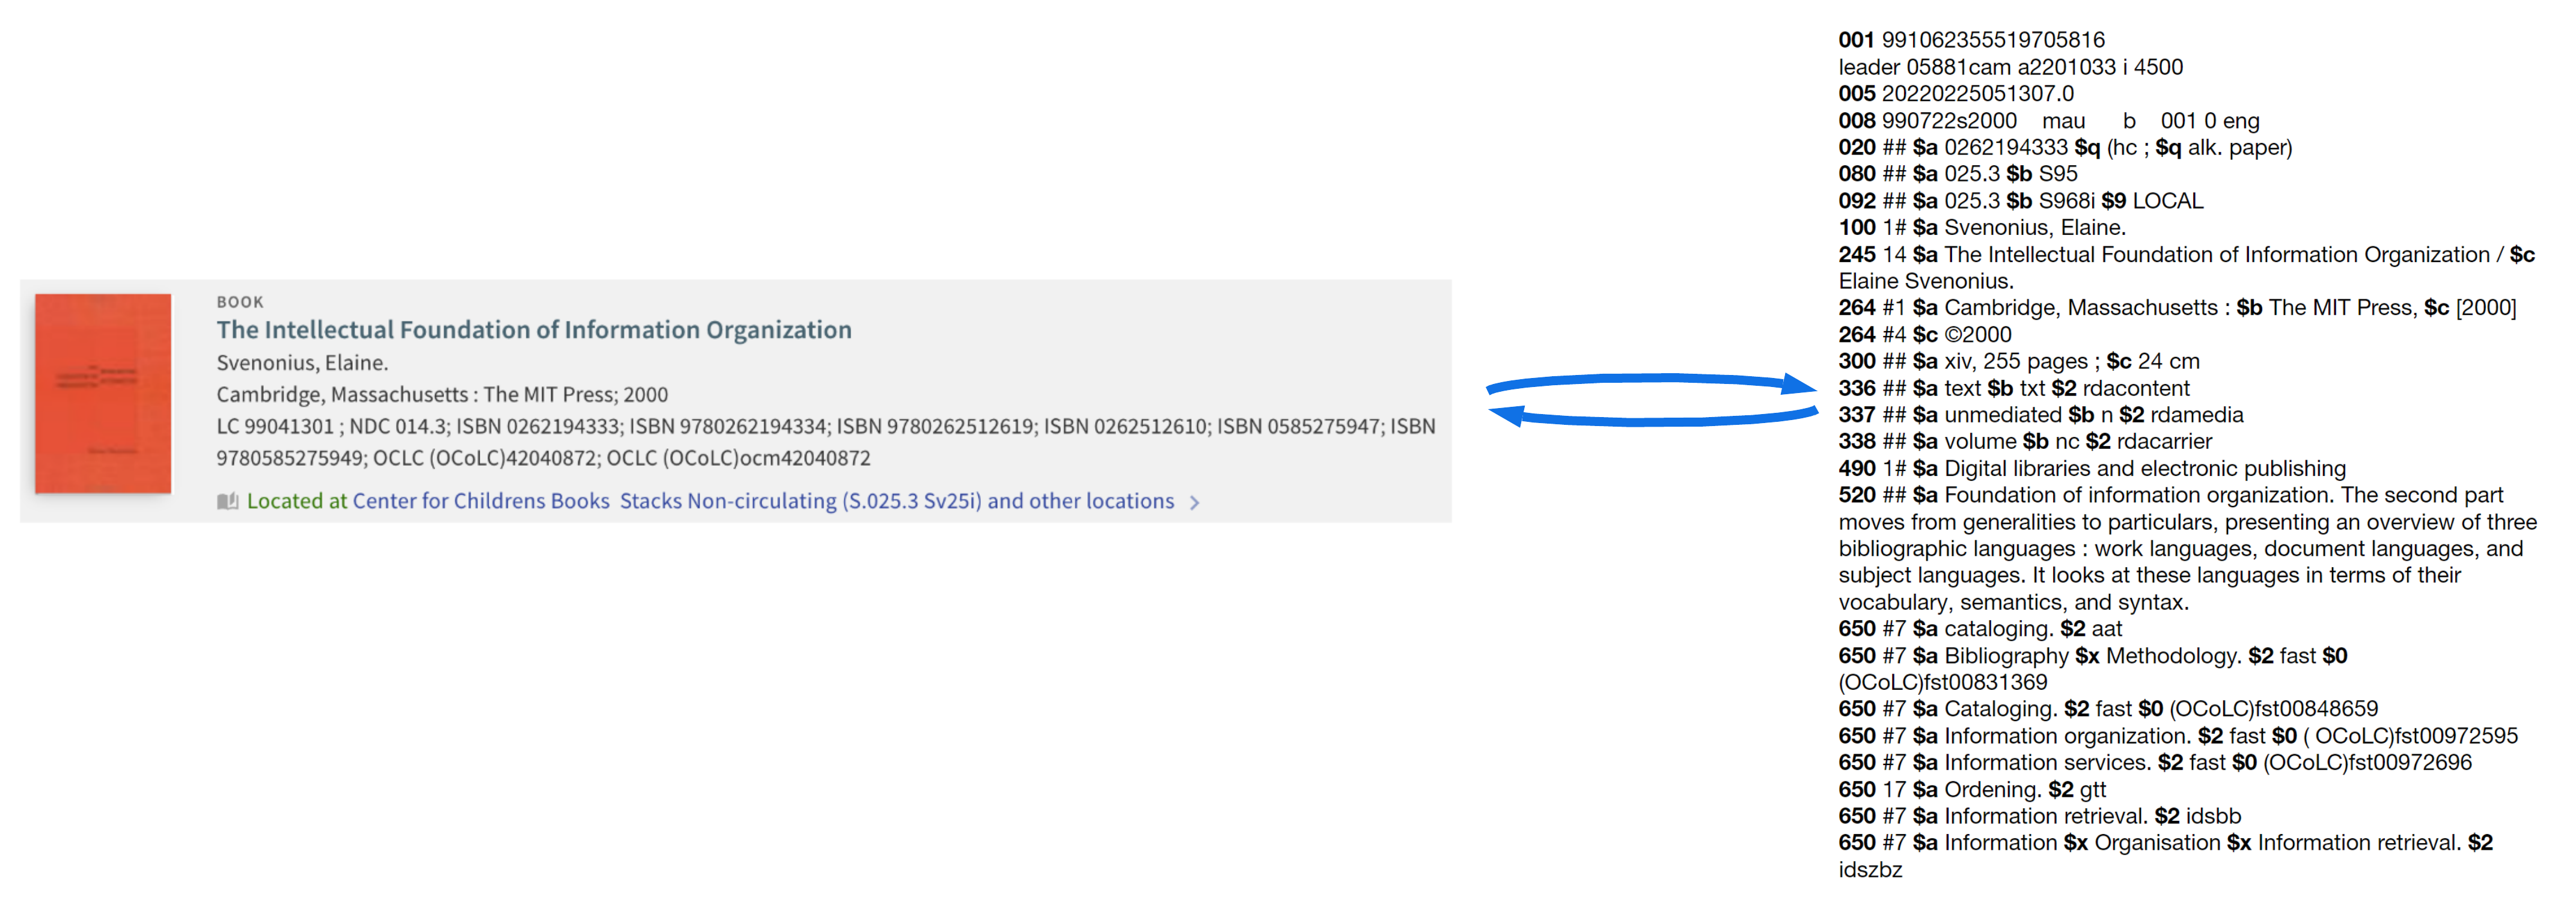 BOOK
The Intellectual Foundation of Information Organization
Svenonius, Elaine.
Cambridge, Massachusetts : The MIT Press; 2000
LC 99041301 ; NDC 014.3; ISBN 0262194333; ISBN 9780262194334; ISBN 9780262512619; ISBN 0262512610; ISBN 0585275947; ISBN
9780585275949; OCLC (OCoLC)42040872; OCLC (OCoLC)ocm42040872
Located at Center for Childrens Books Stacks Non-circulating (S.025.3 Sv25i) and other locations
001 991062355519705816
leader 05881cam a2201033 i 4500
005 20220225051307.0
008 990722s2000 mau b 001 0 eng
020 ## $a 0262194333 $q (hc ; $q alk. paper)
080 ## $a 025.3 $b S95
092 ## $a 025.3 $b S968i $9 LOCAL
100 1# $a Svenonius, Elaine.
245 14 $a The Intellectual Foundation of Information Organization / $c
Elaine Svenonius.
264 #1 $a Cambridge, Massachusetts : $b The MIT Press, $c [2000]
264 #4 $c ©2000
300 ## $a xiv, 255 pages ; $c 24 cm
336 ## $a text $b txt $2 rdacontent
337 ## $a unmediated $b n $2 rdamedia
338 ## $a volume $b nc $2 rdacarrier
490 1# $a Digital libraries and electronic publishing
520 ## $a Foundation of information organization. The second part
moves from generalities to particulars, presenting an overview of three
bibliographic languages : work languages, document languages, and
subject languages. It looks at these languages in terms of their
vocabulary, semantics, and syntax.
650 #7 $a cataloging. $2 aat
650 #7 $a Bibliography $x Methodology. $2 fast $0
(OCoLC)fst00831369
650 #7 $a Cataloging. $2 fast $0 (OCoLC)fst00848659
650 #7 $a Information organization. $2 fast $0 ( OCoLC)fst00972595
650 #7 $a Information services. $2 fast $0 (OCoLC)fst00972696
650 17 $a Ordening. $2 gtt
650 #7 $a Information retrieval. $2 idsbb
650 #7 $a Information $x Organisation $x Information retrieval. $2
idszbz